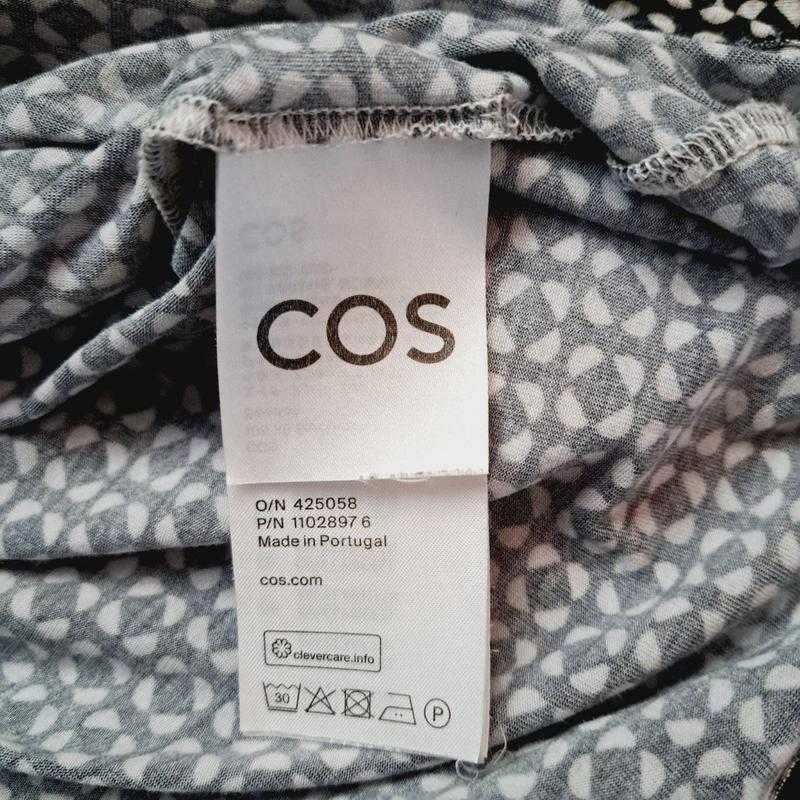 COS
O/N 425058
P/N 1102897 6
Made in Portugal
cos.com
clevercare.info
30
P